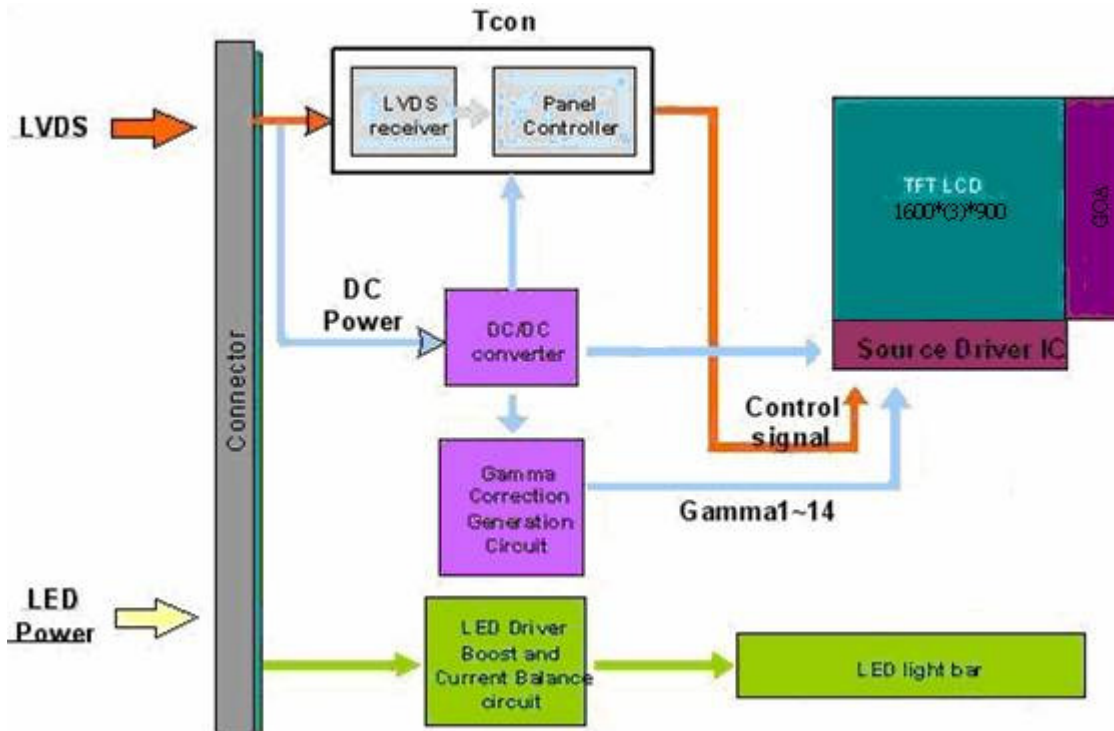 Tcon
LVDS
LVDS
receiver
Panel
Controller
TFT LCD
1600*(3)*900
GOA
DC
Power
DC/DC
converter
Source Driver IC
Connector
Control
signal
Gamma
Correction
Generation
Circuit
Gamma1~14
LED
Power
LED Driver
Boost and
Current Balance
circuit
LED light bar